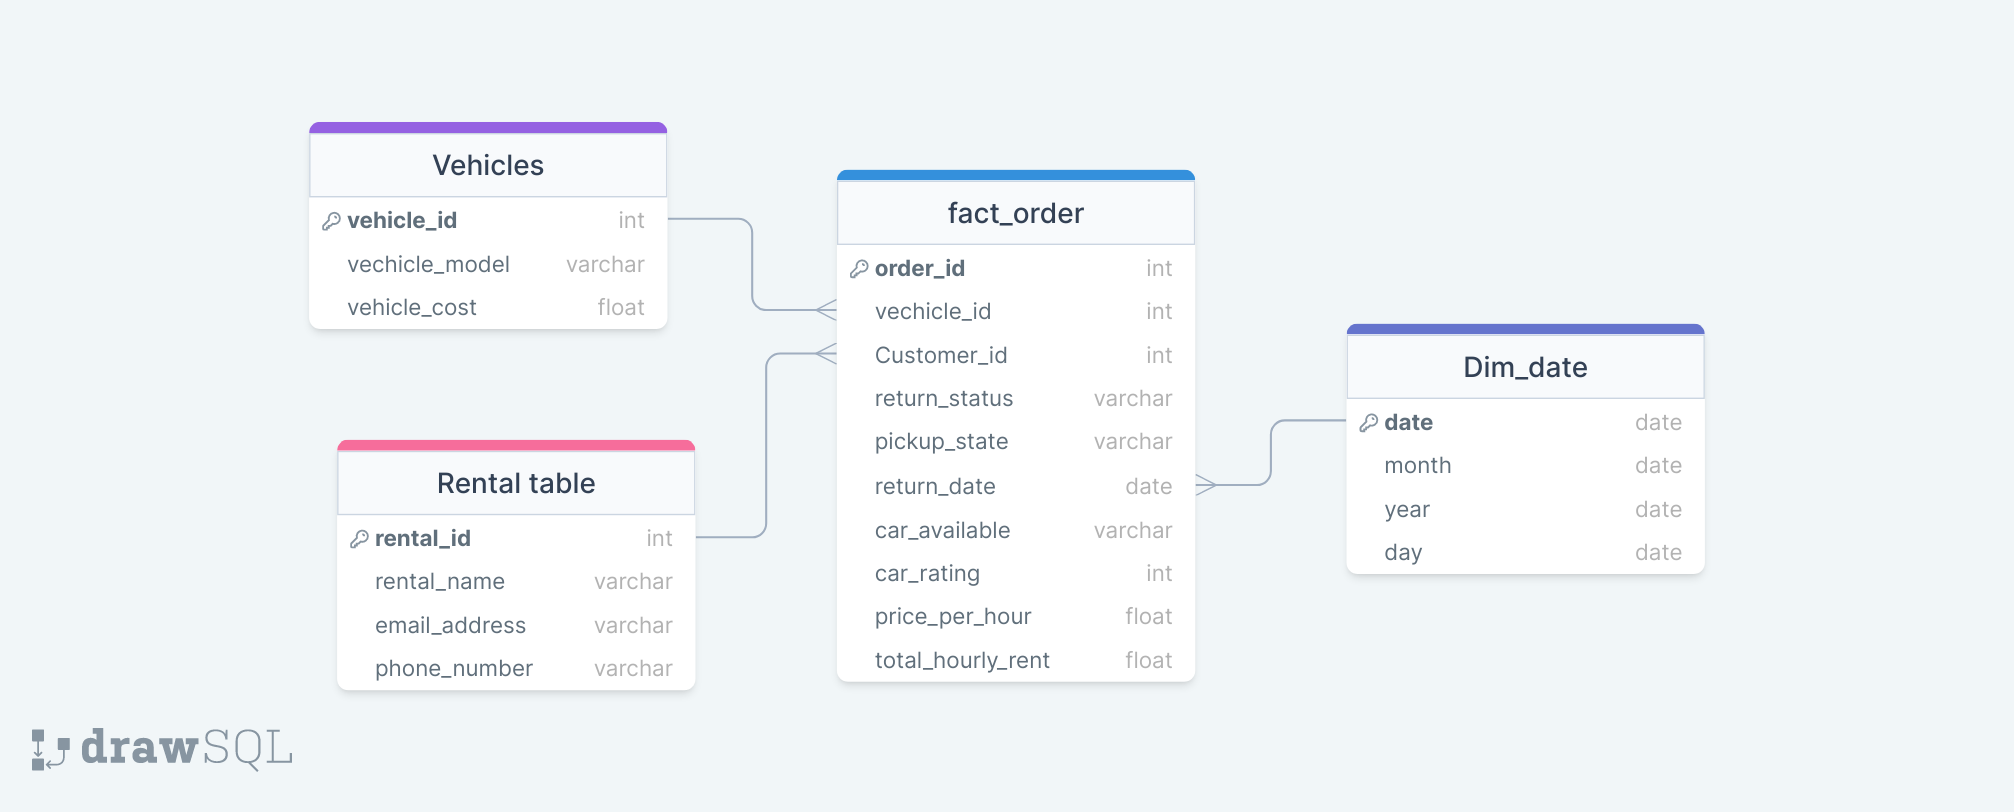 Vehicles
vehicle_id int
vechicle_model varchar
vehicle_cost float
Rental table
rental_id int
rental_name varchar
email_address varchar
phone_number varchar
fact_order
order_id int
vechicle_id int
Customer_id int
return_status varchar
pickup_state varchar
return_date date
car_available varchar
car_rating int
price_per_hour float
total_hourly_rent float
Dim_date
date date
month date
year date
day date
drawSQL